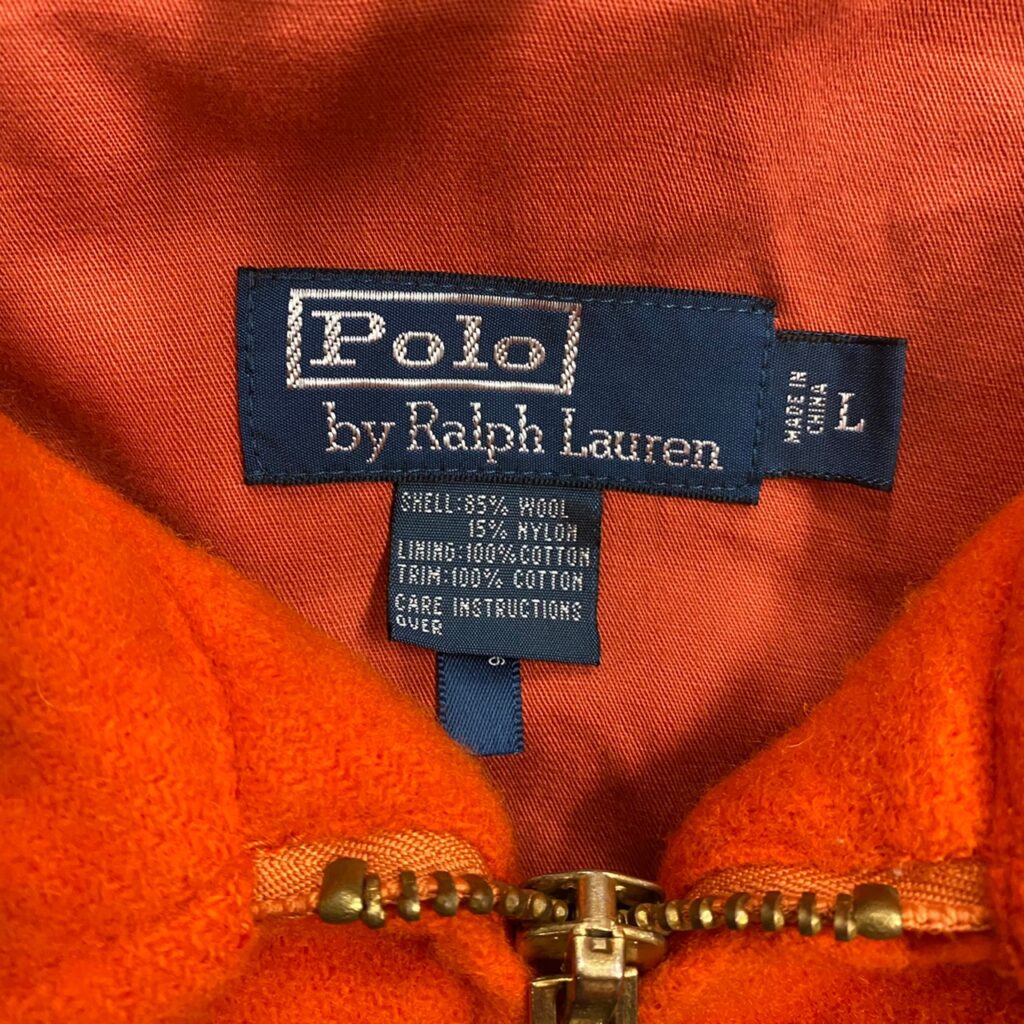 Polo
by Ralph Lauren
MADE IN
CHINA
L
SHELL:85% WOOL
15% NYLON
LINING:100% COTTON
TRIM:100% COTTON
CARE INSTRUCTIONS
OVER